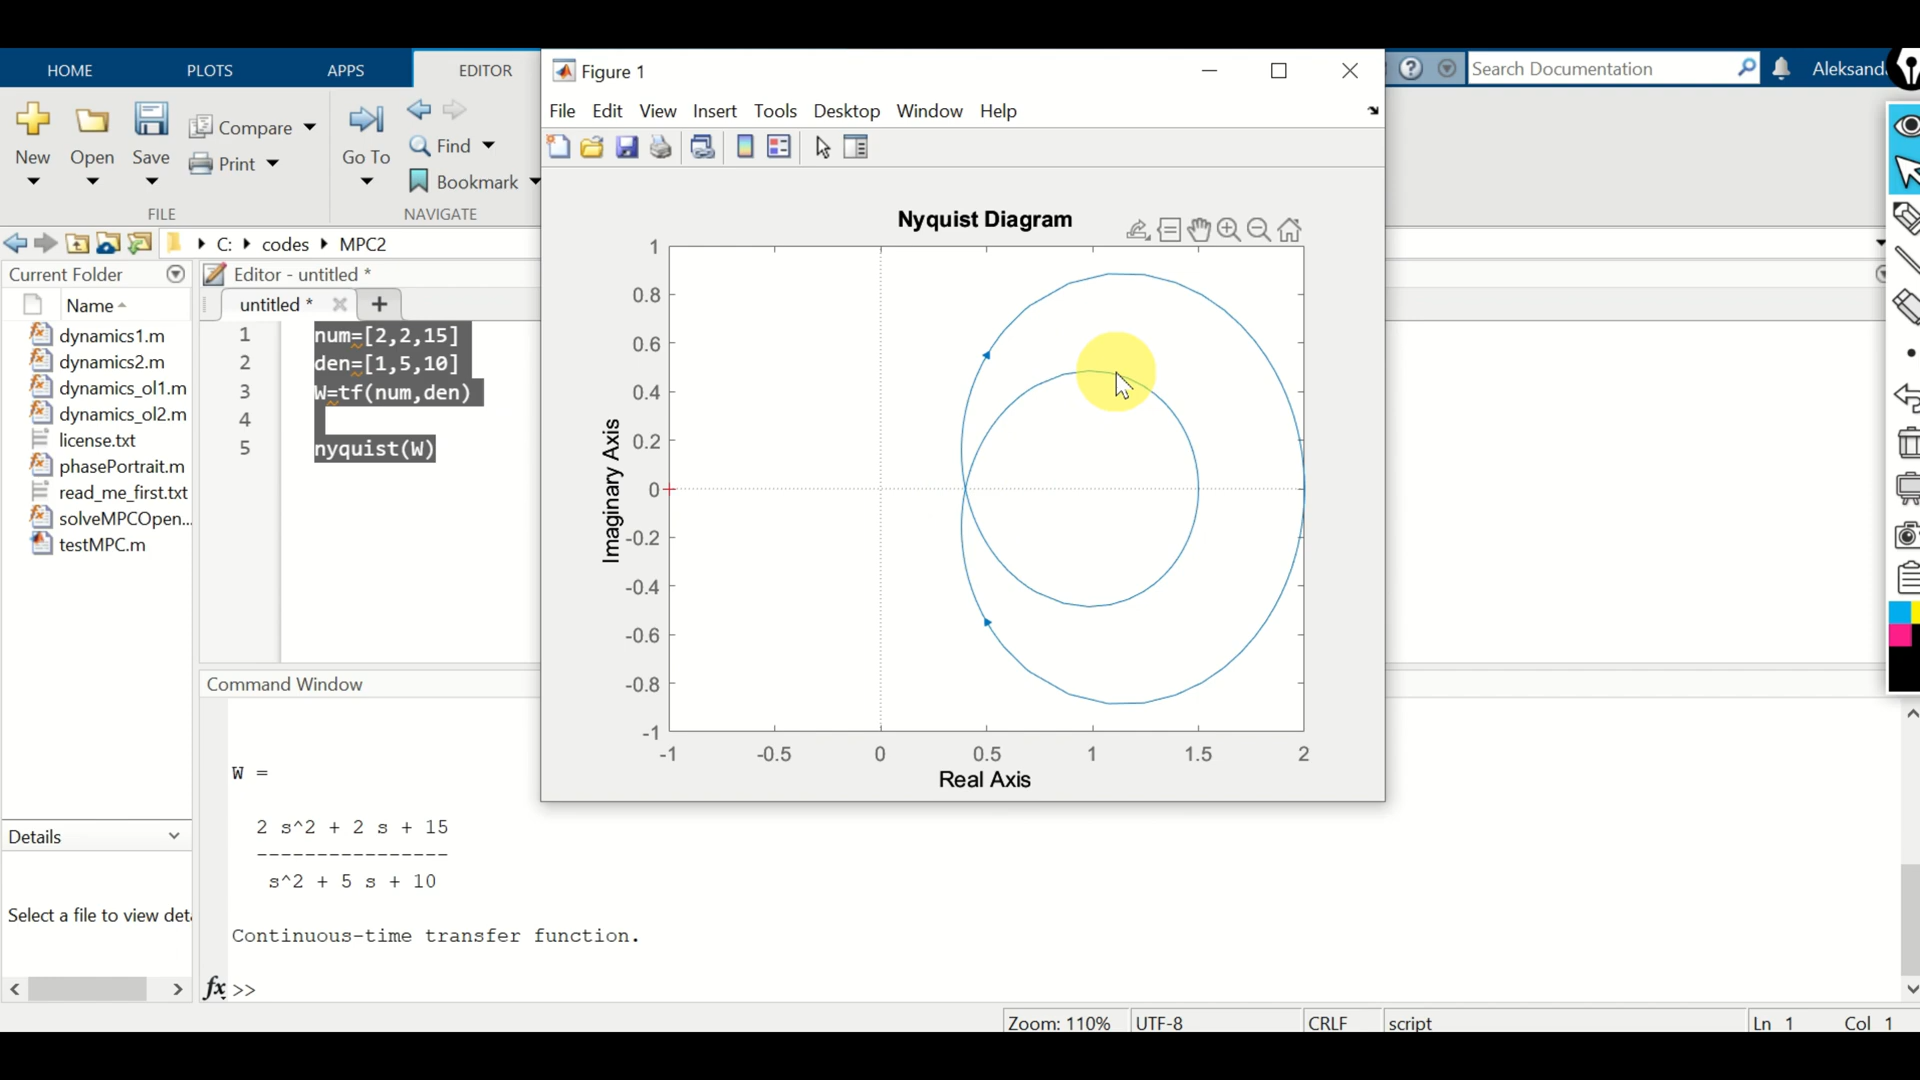 HOME PLOTS APPS EDITOR
Figure 1
Search Documentation
Aleksand
File Edit View Insert Tools Desktop Window Help
New Open Save Compare Print Go To Find Bookmark
FILE NAVIGATE
C: codes MPC2
Current Folder
Name
dynamics1.m
dynamics2.m
dynamics_ol1.m
dynamics_ol2.m
license.txt
phasePortrait.m
read_me_first.txt
solveMPCOpen...
testMPC.m
Details
Select a file to view det
Editor - untitled *
untitled *
1 num=[2,2,15]
2 den=[1,5,10]
3 W=tf(num,den)
4
5 nyquist(W)
Nyquist Diagram
1
0.8
0.6
0.4
0.2
0
-0.2
-0.4
-0.6
-0.8
-1
Imaginary Axis
-1 -0.5 0 0.5 1 1.5 2
Real Axis
Command Window
W =
2 s^2 + 2 s + 15
----------------
s^2 + 5 s + 10
Continuous-time transfer function.
fx >>
Zoom: 110% UTF-8 CRLF script Ln 1 Col 1